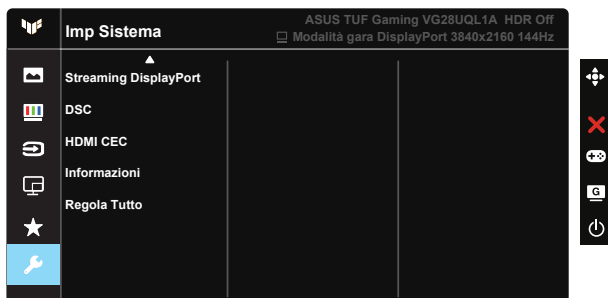 Imp Sistema
ASUS TUF Gaming VG28UQL1A HDR Off
Modalità gara DisplayPort 3840x2160 144Hz
Streaming DisplayPort
DSC
HDMI CEC
Informazioni
Regola Tutto
G